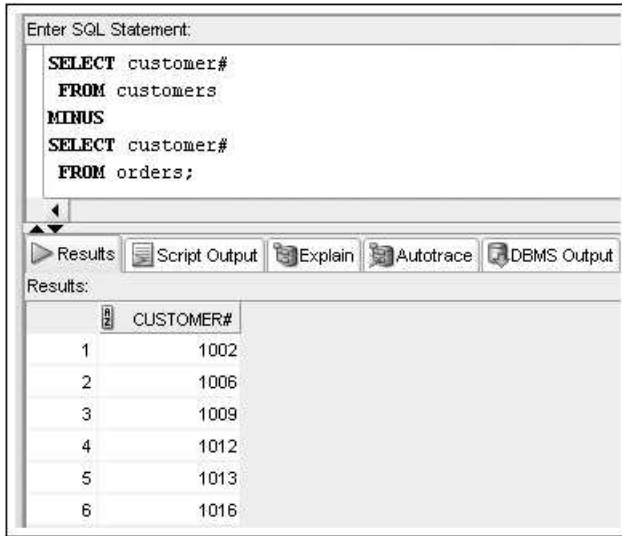 Enter SQL Statement:
SELECT customer#
FROM customers
MINUS
SELECT customer#
FROM orders;
Results Script Output Explain Autotrace DBMS Output
Results:
CUSTOMER#
1 1002
2 1006
3 1009
4 1012
5 1013
6 1016